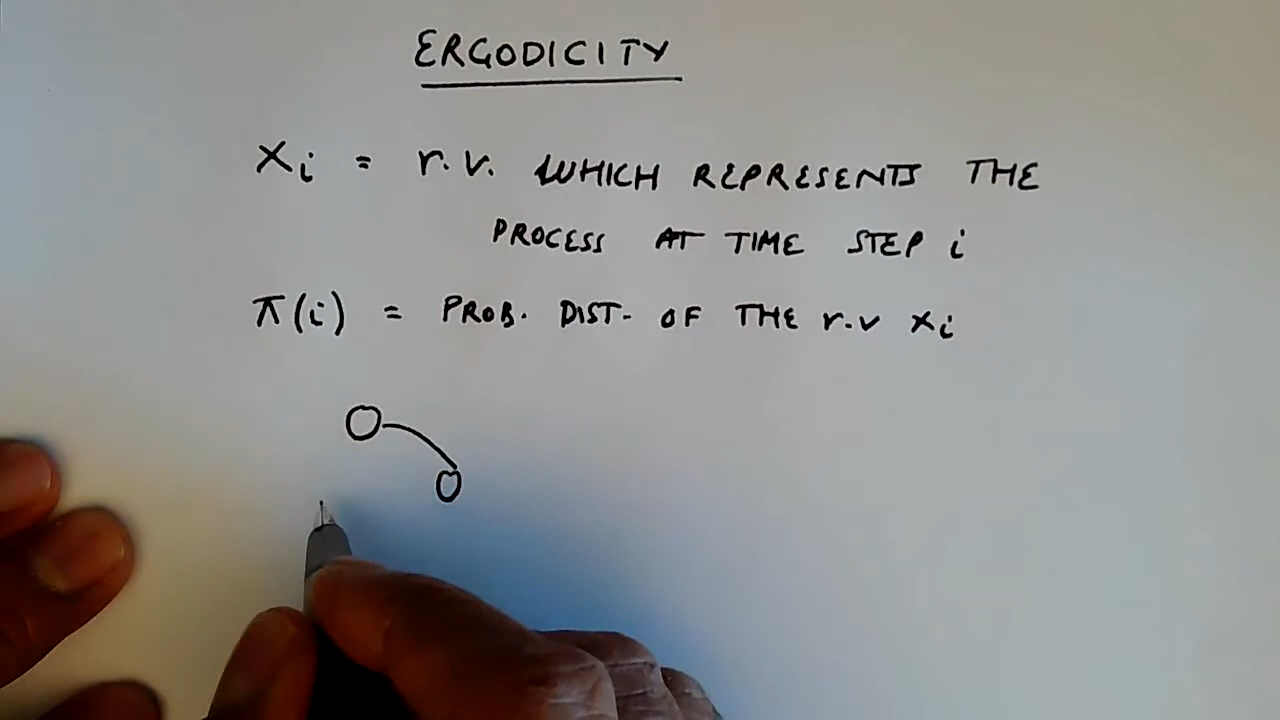 ERGODICITY
Xi = r.v. WHICH REPRESENTS THE
PROCESS AT TIME STEP i
π(i) = PROB. DIST. OF THE r.v Xi